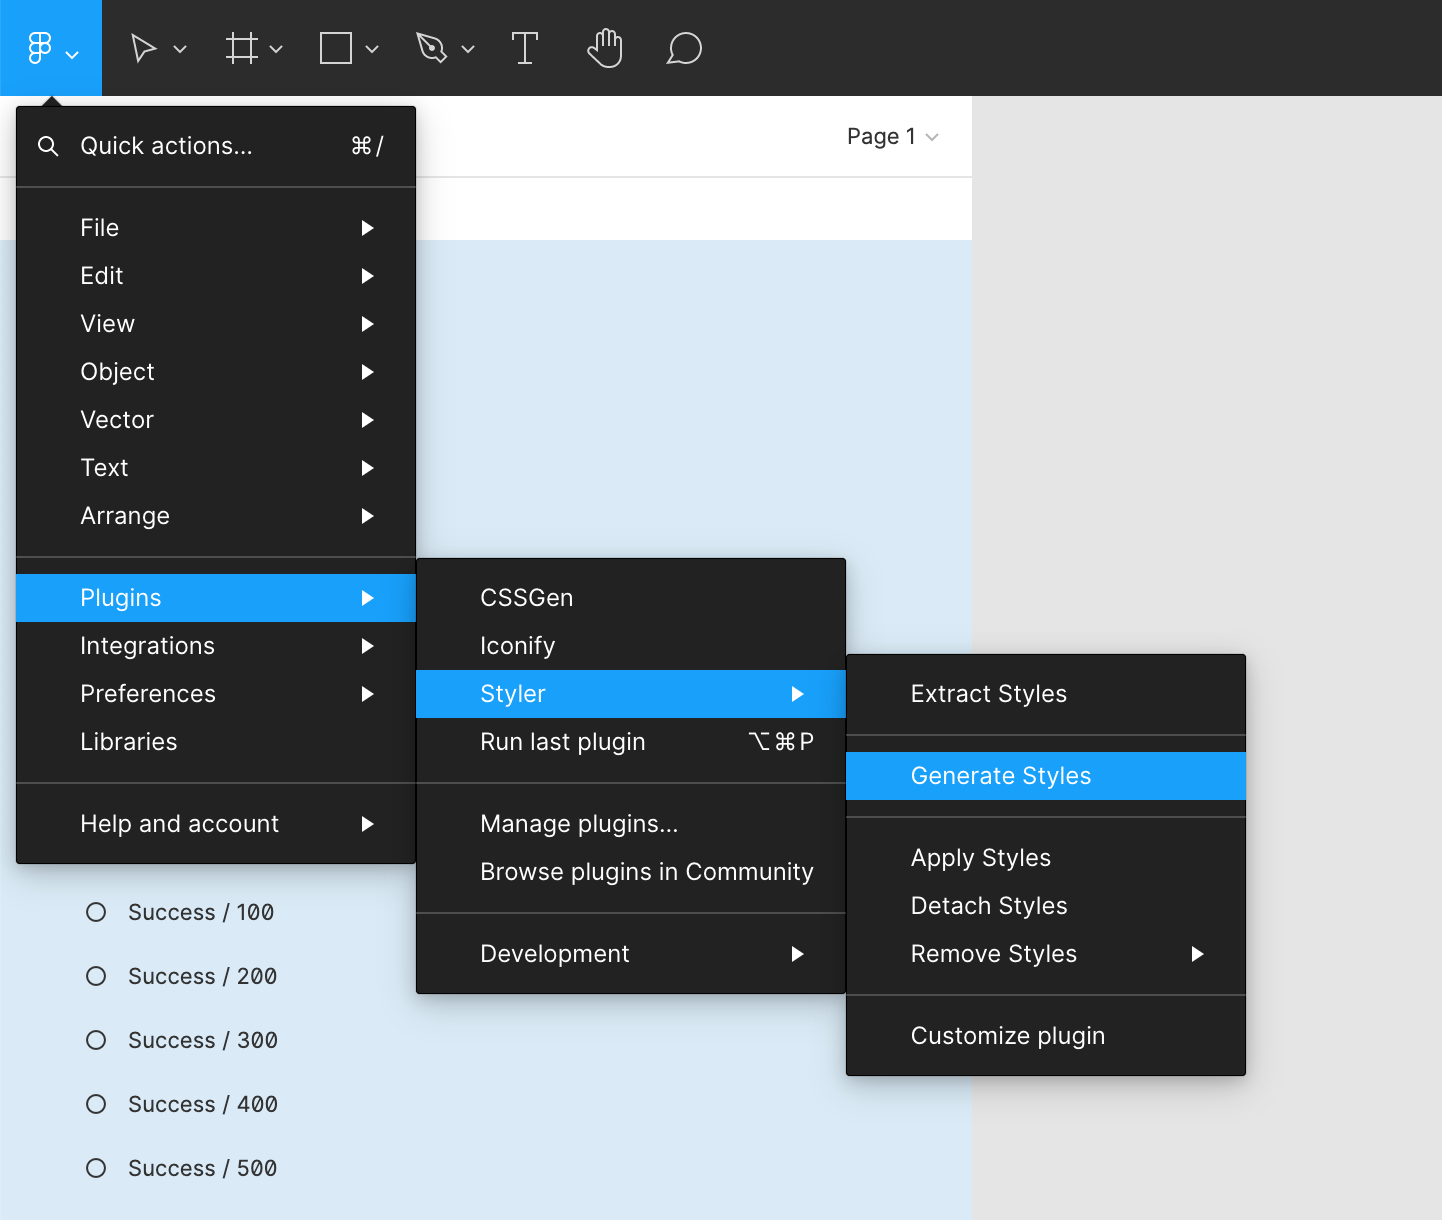 Page 1
Quick actions... ⌘/
File
Edit
View
Object
Vector
Text
Arrange
Plugins
Integrations
Preferences
Libraries
Help and account
CSSGen
Iconify
Styler
Run last plugin ⌥⌘P
Manage plugins...
Browse plugins in Community
Development
Extract Styles
Generate Styles
Apply Styles
Detach Styles
Remove Styles
Customize plugin
Success / 100
Success / 200
Success / 300
Success / 400
Success / 500